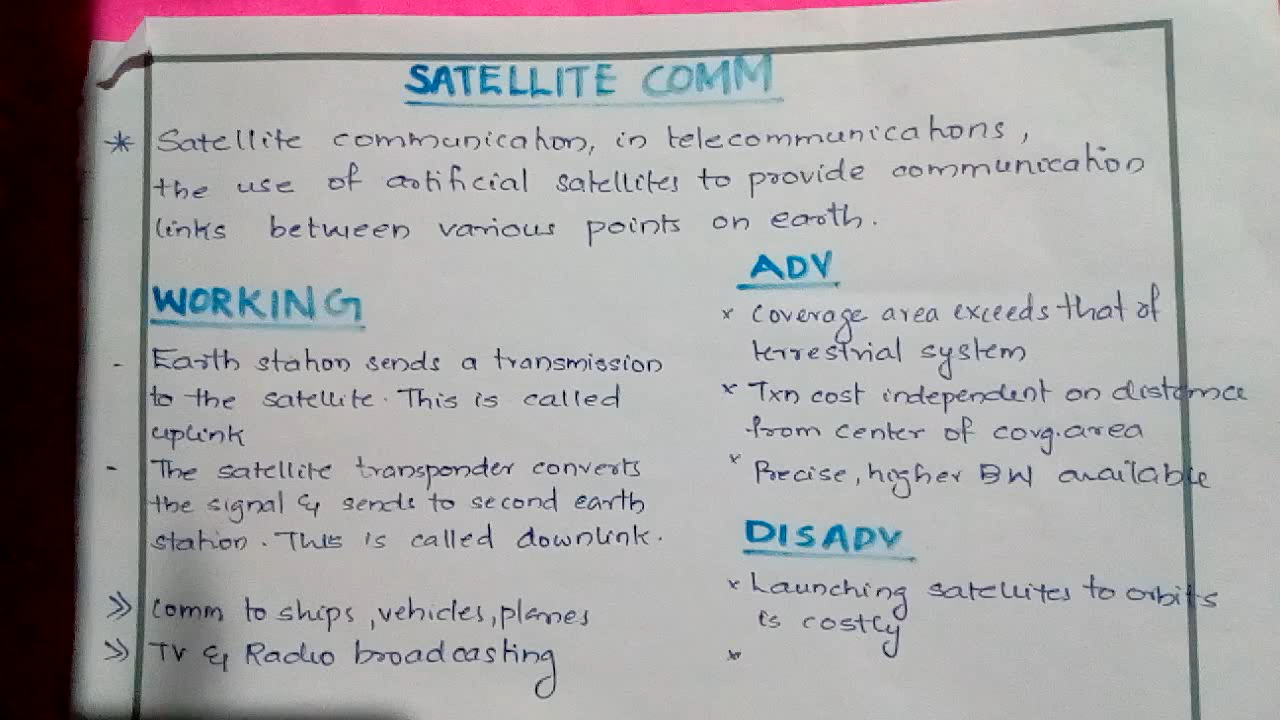 SATELLITE COMM
* Satellite communication, in telecommunications,
the use of artificial satellites to provide communication
links between various points on earth.
WORKING
- Earth station sends a transmission
to the satellite. This is called
uplink
- The satellite transponder converts
the signal & sends to second earth
station. This is called downlink.
>> Comm to ships, vehicles, planes
>> TV & Radio broadcasting
ADV
* Coverage area exceeds that of
terrestrial system
* Txn cost independent on distance
from center of covg. area
* Precise, higher BW available
DISADV
* Launching satellites to orbits
is costly
*